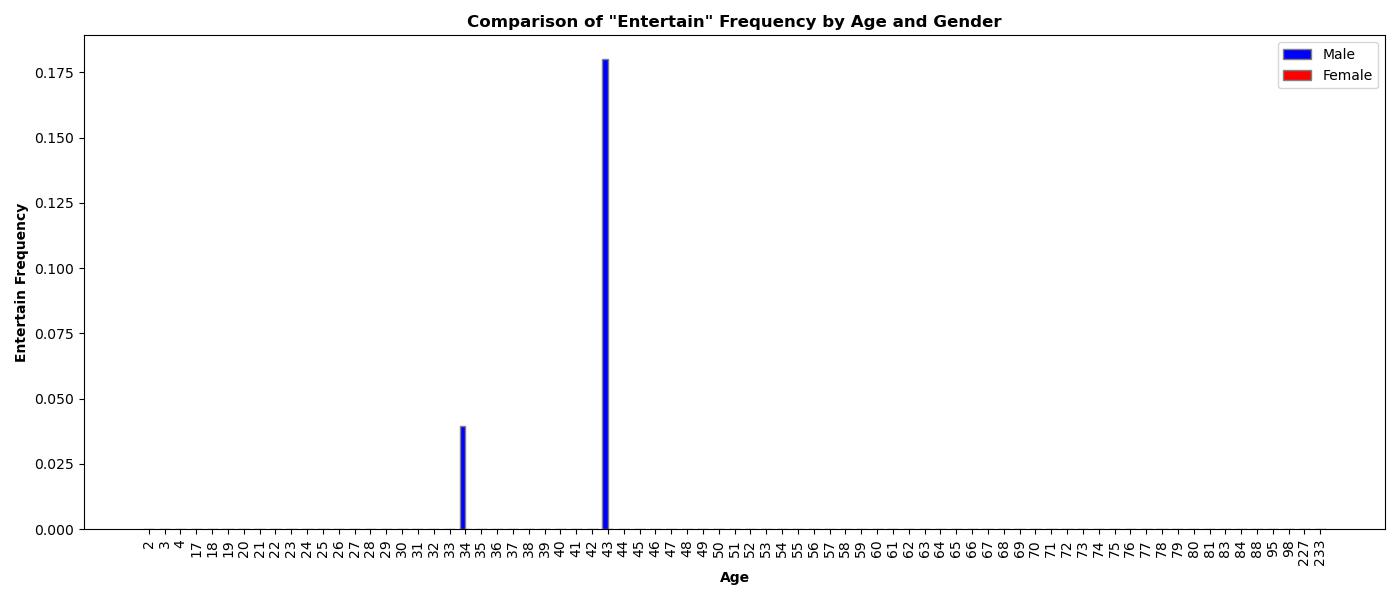 Comparison of "Entertain" Frequency by Age and Gender
Male
Female
0.175
0.150
0.125
0.100
0.075
0.050
0.025
0.000
Entertain Frequency
2 3 4 17 18 19 20 21 22 23 24 25 26 27 28 29 30 31 32 33 34 35 36 37 38 39 40 41 42 43 44 45 46 47 48 49 50 51 52 53 54 55 56 57 58 59 60 61 62 63 64 65 66 67 68 69 70 71 72 73 74 75 76 77 78 79 80 81 83 84 88 95 98 227 233
Age